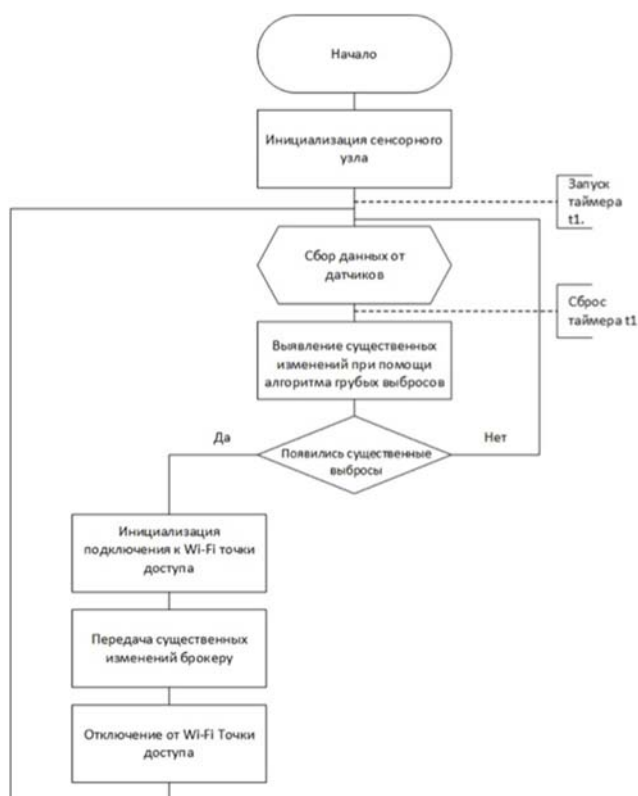 Начало
Инициализация сенсорного
узла
Запуск
таймера
t1.
Сбор данных от
датчиков
Сброс
таймера t1
Выявление существенных
изменений при помощи
алгоритма грубых выбросов
Да
Появились существенные
выбросы
Нет
Инициализация
подключения к Wi-Fi точки
доступа
Передача существенных
изменений брокеру
Отключение от Wi-Fi Точки
доступа